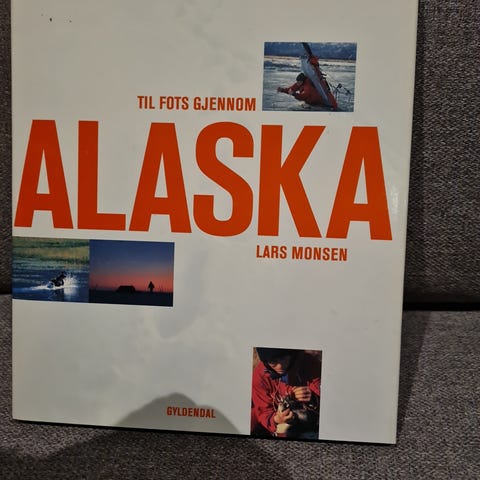 TIL FOTS GJENNOM
ALASKA
LARS MONSEN
GYLDENDAL